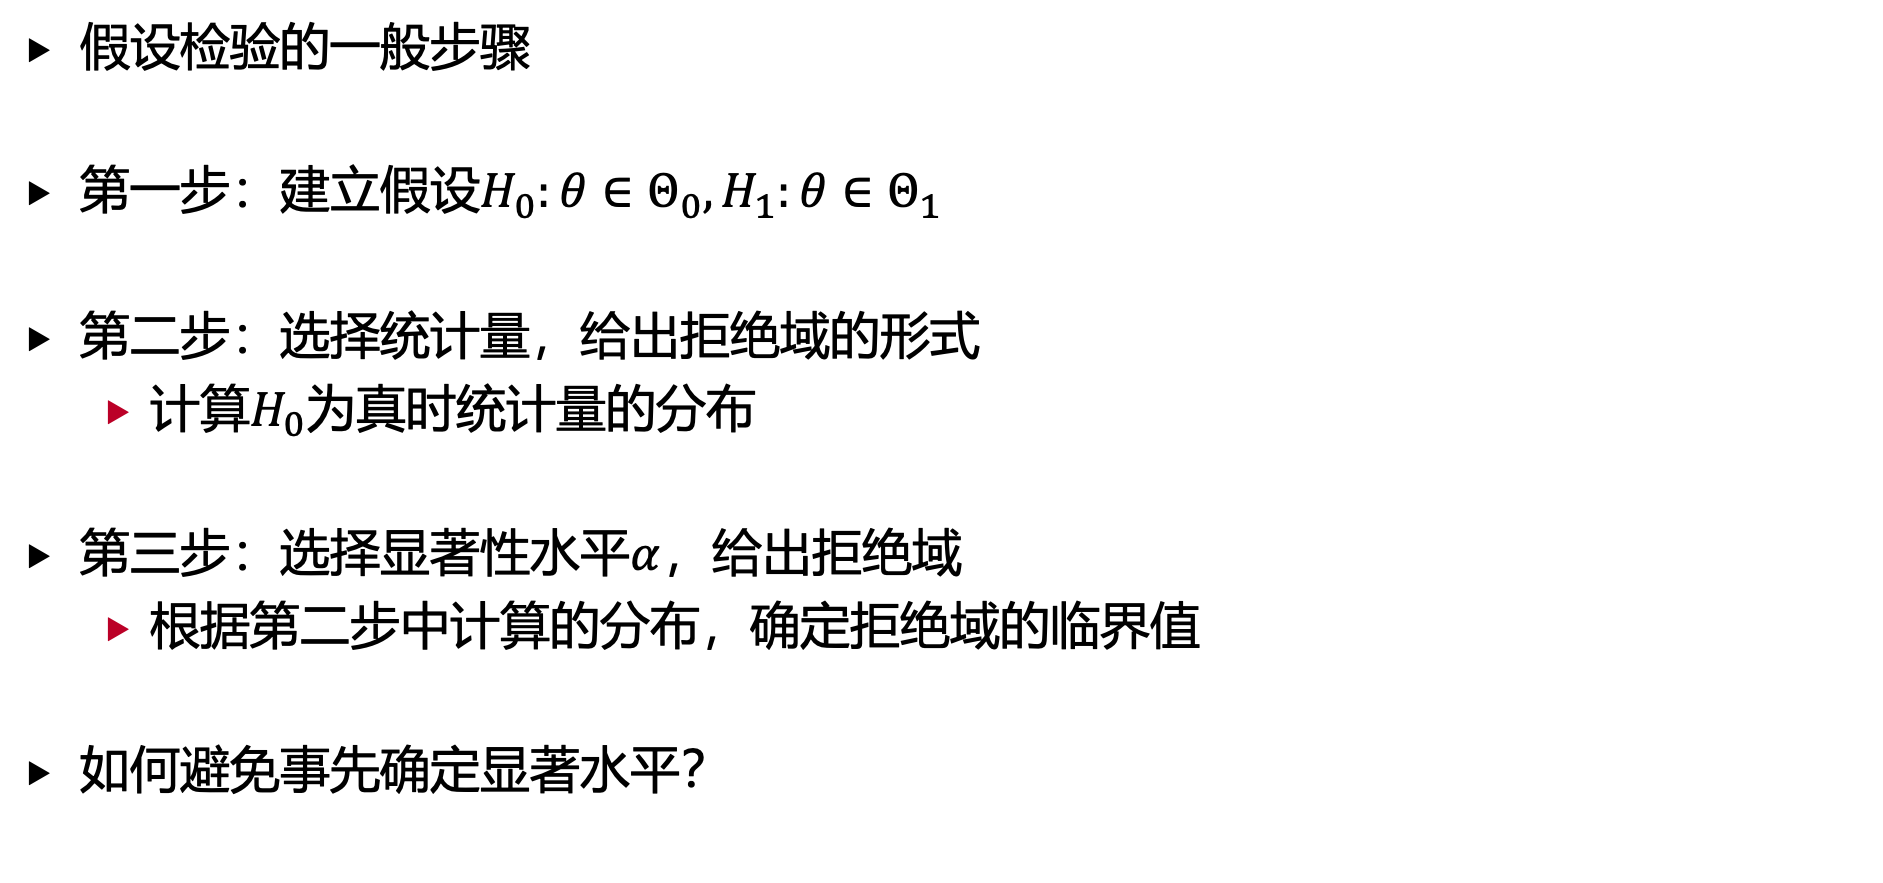 假设检验的一般步骤
第一步：建立假设H₀: θ ∈ Θ₀, H₁: θ ∈ Θ₁
第二步：选择统计量，给出拒绝域的形式
计算H₀为真时统计量的分布
第三步：选择显著性水平α，给出拒绝域
根据第二步中计算的分布，确定拒绝域的临界值
如何避免事先确定显著水平？